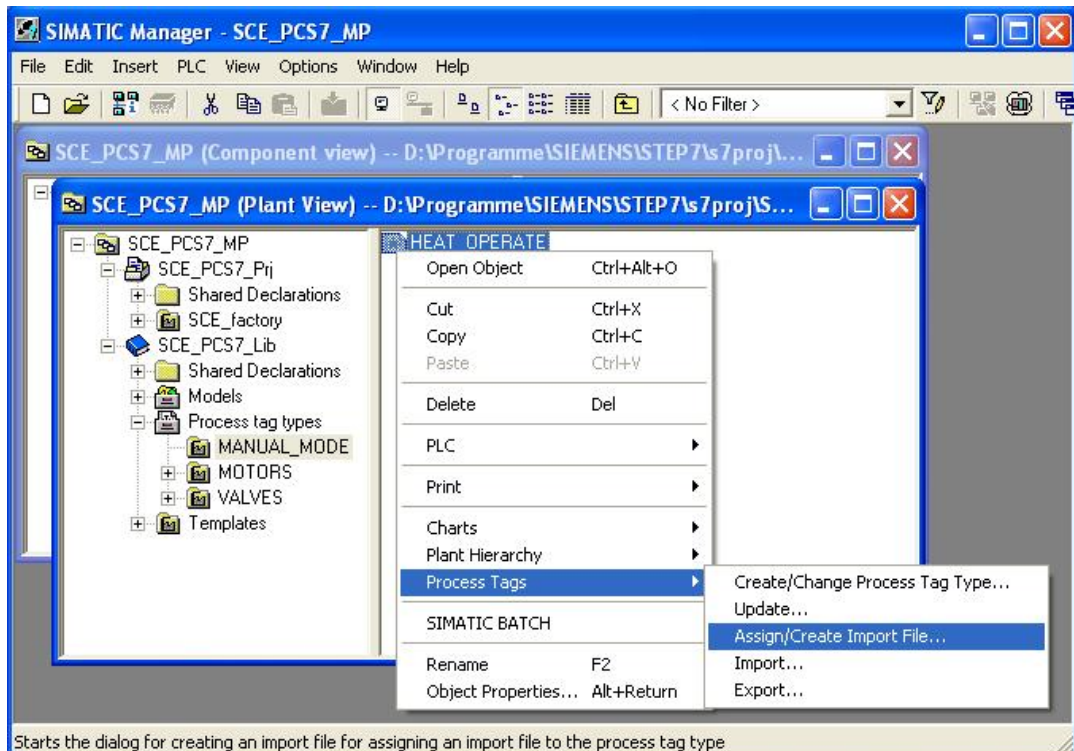 SIMATIC Manager - SCE_PCS7_MP
File Edit Insert PLC View Options Window Help
< No Filter >
SCE_PCS7_MP (Component view) -- D:\Programme\SIEMENS\STEP7\s7proj\...
SCE_PCS7_MP (Plant View) -- D:\Programme\SIEMENS\STEP7\s7proj\S...
SCE_PCS7_MP
SCE_PCS7_Prj
Shared Declarations
SCE_factory
SCE_PCS7_Lib
Shared Declarations
Models
Process tag types
MANUAL_MODE
MOTORS
VALVES
Templates
HEAT_OPERATE
Open Object Ctrl+Alt+O
Cut Ctrl+X
Copy Ctrl+C
Paste Ctrl+V
Delete Del
PLC
Print
Charts
Plant Hierarchy
Process Tags
SIMATIC BATCH
Rename F2
Object Properties... Alt+Return
Create/Change Process Tag Type...
Update...
Assign/Create Import File...
Import...
Export...
Starts the dialog for creating an import file for assigning an import file to the process tag type